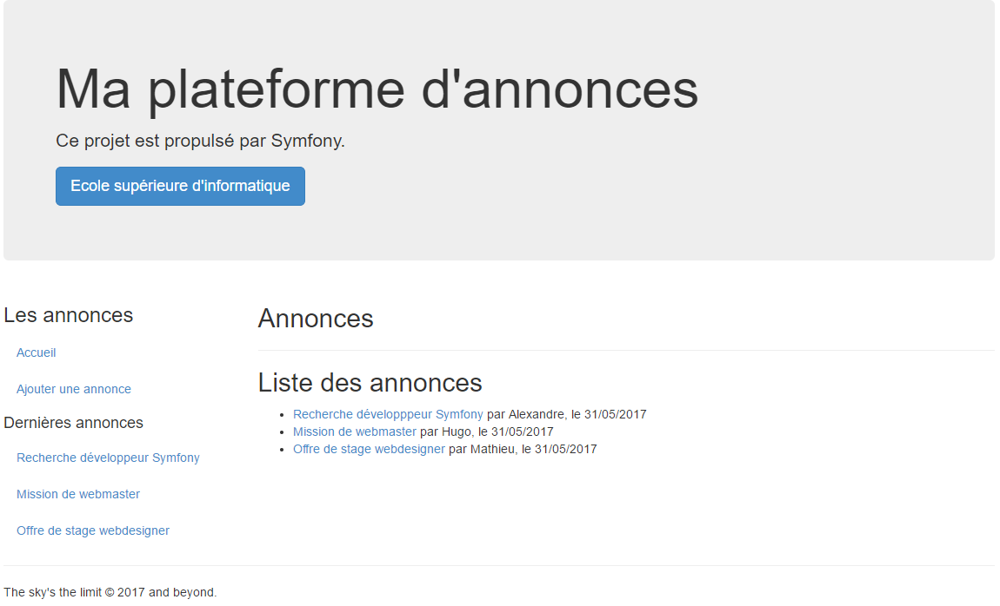 Ma plateforme d'annonces
Ce projet est propulsé par Symfony.
Ecole supérieure d'informatique
Les annonces
Accueil
Ajouter une annonce
Dernières annonces
Recherche développeur Symfony
Mission de webmaster
Offre de stage webdesigner
Annonces
Liste des annonces
Recherche développpeur Symfony par Alexandre, le 31/05/2017
Mission de webmaster par Hugo, le 31/05/2017
Offre de stage webdesigner par Mathieu, le 31/05/2017
The sky's the limit © 2017 and beyond.